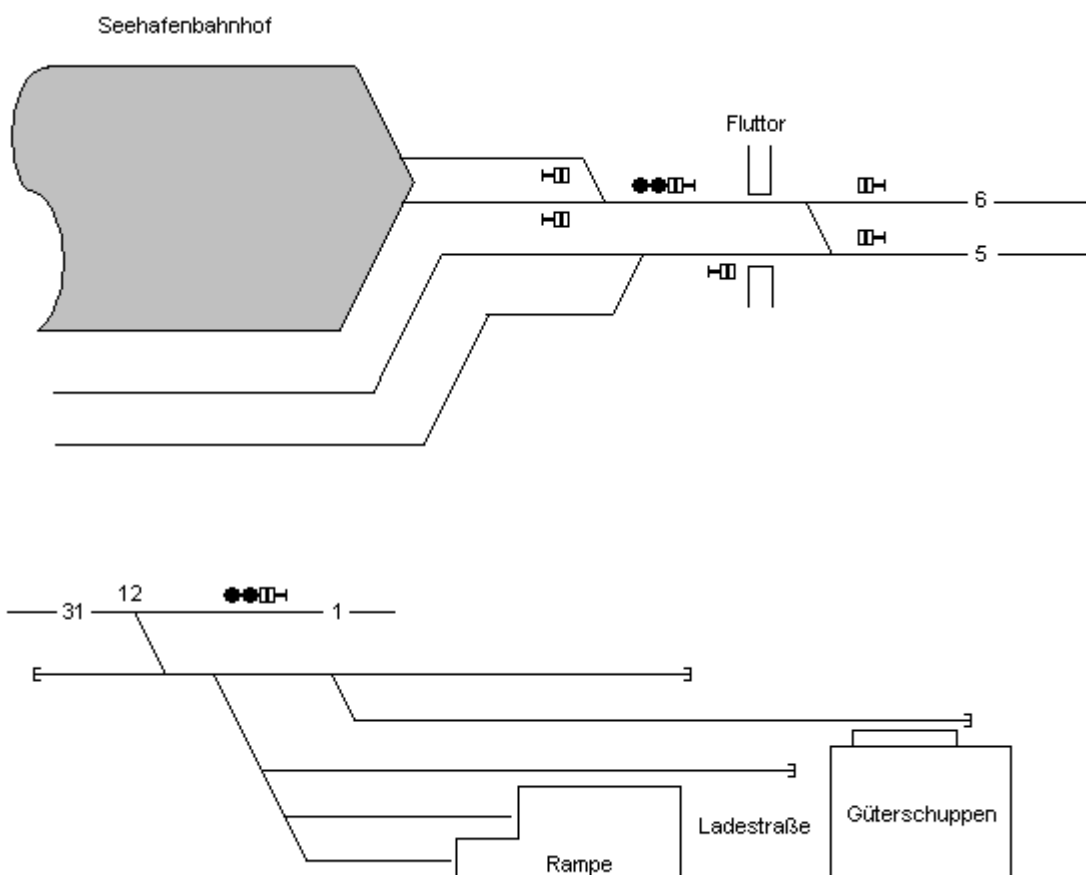 Seehafenbahnhof
Fluttor
6
5
12
31
1
Ladestraße
Güterschuppen
Rampe